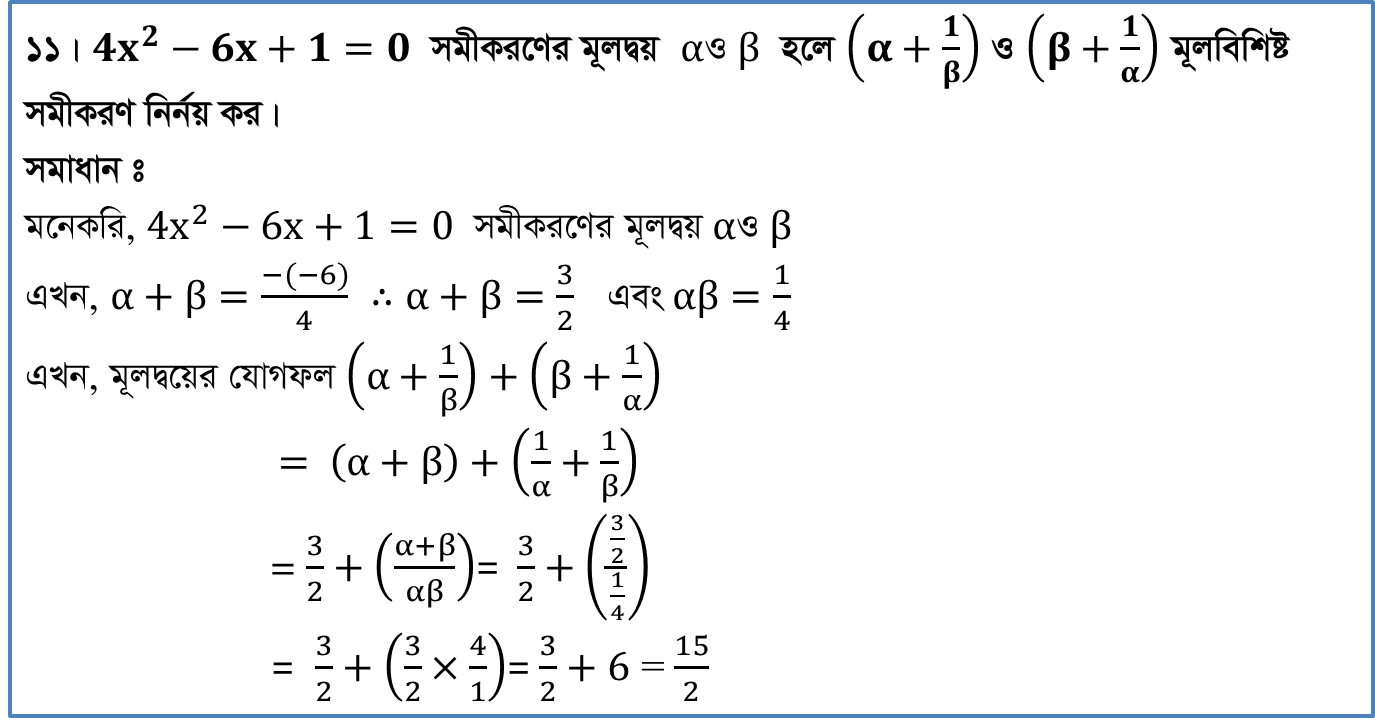 ১১। 4x² − 6x + 1 = 0 সমীকরণের মূলদ্বয় αও β হলে (α + 1/β) ও (β + 1/α) মূলবিশিষ্ট
সমীকরণ নির্নয় কর।
সমাধান ঃ
মনেকরি, 4x² − 6x + 1 = 0 সমীকরণের মূলদ্বয় αও β
এখন, α + β = −(−6)/4 ∴ α + β = 3/2 এবং αβ = 1/4
এখন, মূলদ্বয়ের যোগফল (α + 1/β) + (β + 1/α)
= (α + β) + (1/α + 1/β)
= 3/2 + ((α+β)/αβ) = 3/2 + ((3/2)/(1/4))
= 3/2 + (3/2 × 4/1) = 3/2 + 6 = 15/2